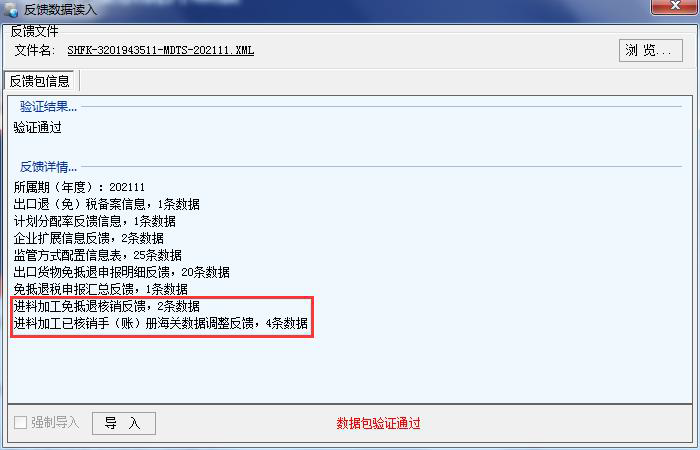 反馈数据读入
反馈文件
文件名: SHFK-3201943511-MDTS-202111.XML
浏 览...
反馈包信息
验证结果...
验证通过
反馈详情...
所属期(年度): 202111
出口退(免)税备案信息，1条数据
计划分配率反馈信息，1条数据
企业扩展信息反馈，2条数据
监管方式配置信息表，25条数据
出口货物免抵退申报明细反馈，20条数据
免抵退税申报汇总反馈，1条数据
进料加工免抵退核销反馈，2条数据
进料加工已核销手(账)册海关数据调整反馈，4条数据
强制导入
导 入
数据包验证通过